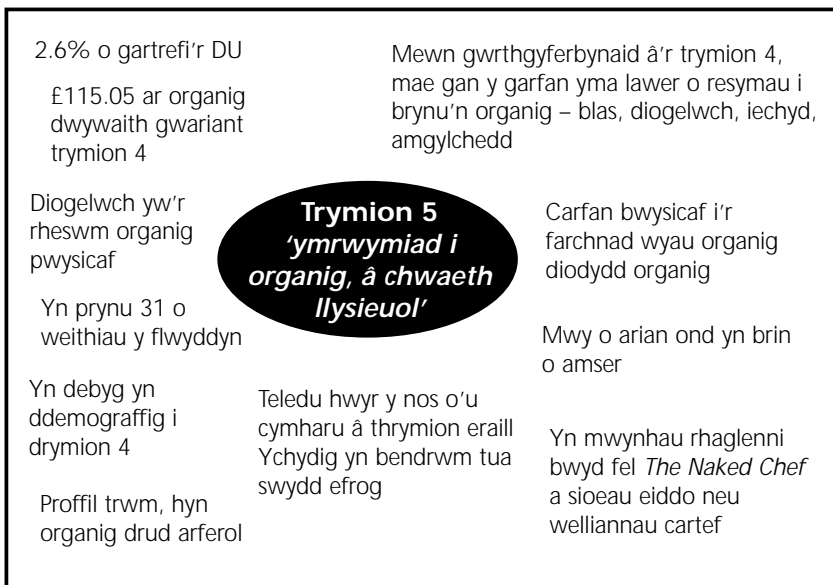 2.6% o gartrefi'r DU
£115.05 ar organig
dwywaith gwariant
trymion 4
Mewn gwrthgyferbynaid â'r trymion 4,
mae gan y garfan yma lawer o resymau i
brynu'n organig – blas, diogelwch, iechyd,
amgylchedd
Diogelwch yw'r
rheswm organig
pwysicaf
Trymion 5
'ymrwymiad i
organig, â chwaeth
llysieuol'
Carfan bwysicaf i'r
farchnad wyau organig
diodydd organig
Yn prynu 31 o
weithiau y flwyddyn
Mwy o arian ond yn brin
o amser
Yn debyg yn
ddemograffig i
drymion 4
Teledu hwyr y nos o'u
cymharu â thrymion eraill
Ychydig yn bendrwm tua
swydd efrog
Yn mwynhau rhaglenni
bwyd fel The Naked Chef
a sioeau eiddo neu
welliannau cartef
Proffil trwm, hyn
organig drud arferol